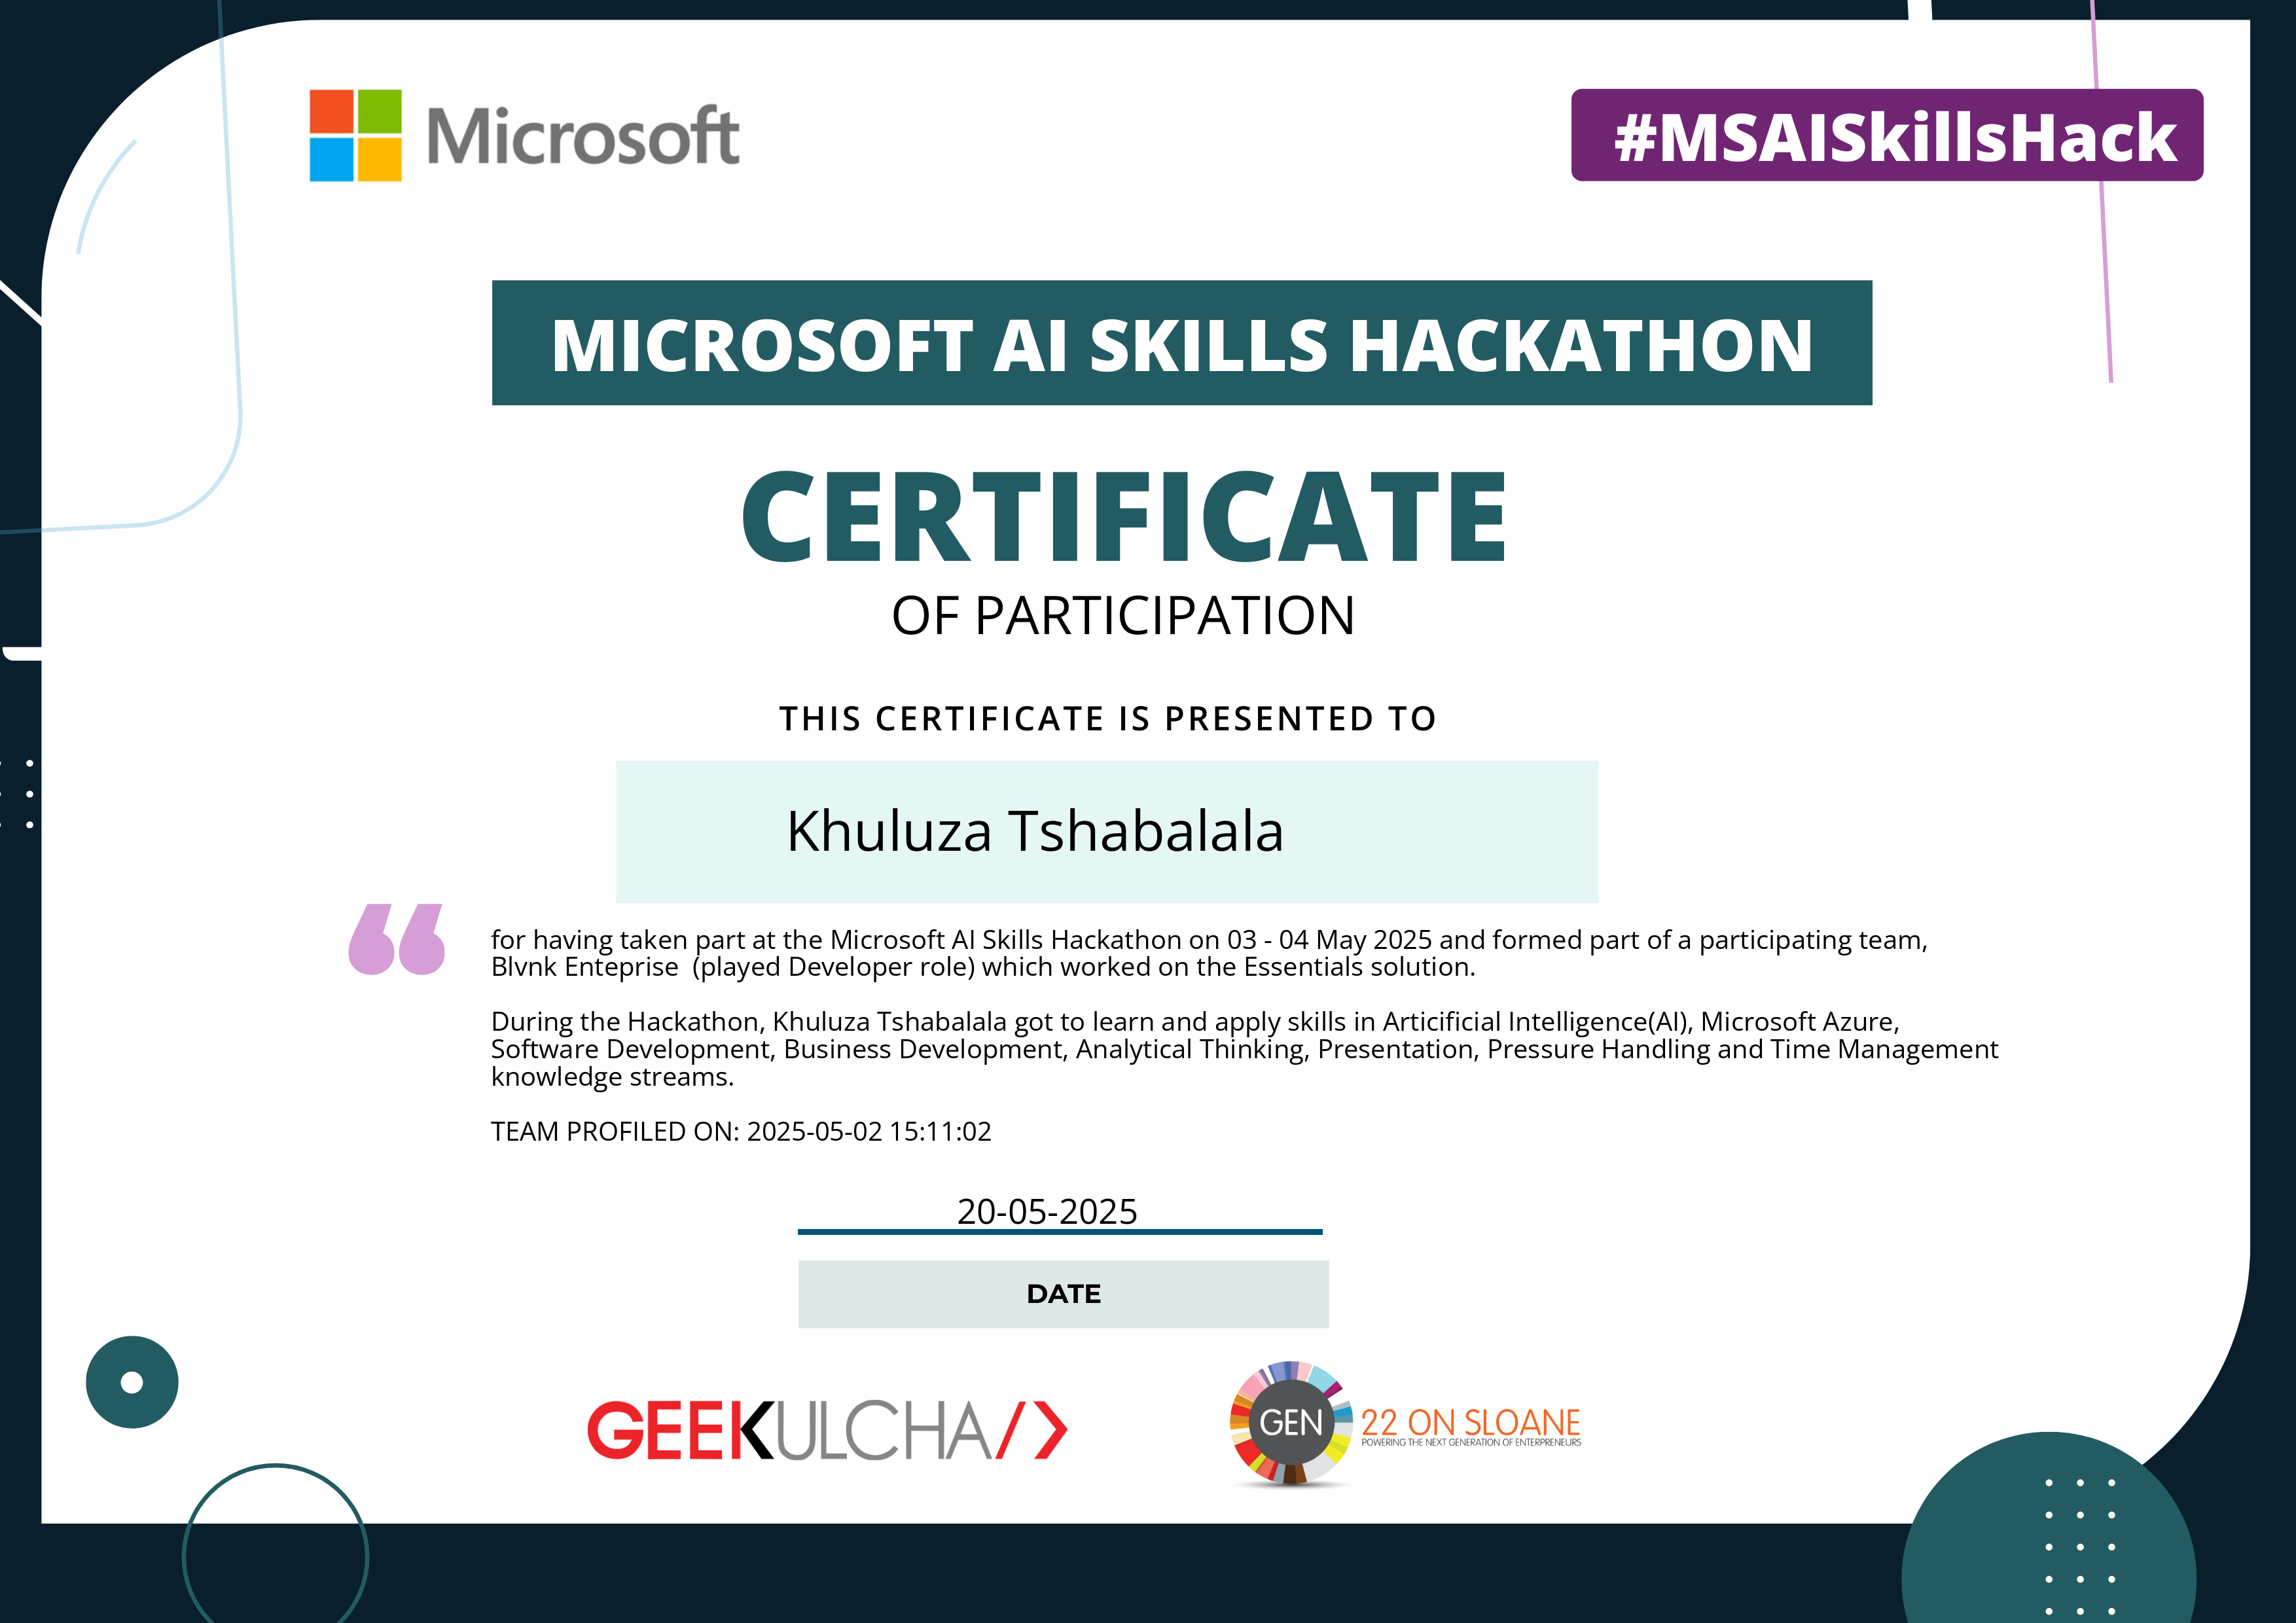 Microsoft
#MSAISkillsHack
MICROSOFT AI SKILLS HACKATHON
CERTIFICATE
OF PARTICIPATION
THIS CERTIFICATE IS PRESENTED TO
Khuluza Tshabalala
“
for having taken part at the Microsoft AI Skills Hackathon on 03 - 04 May 2025 and formed part of a participating team,
Blvnk Enteprise  (played Developer role) which worked on the Essentials solution.
During the Hackathon, Khuluza Tshabalala got to learn and apply skills in Articificial Intelligence(AI), Microsoft Azure,
Software Development, Business Development, Analytical Thinking, Presentation, Pressure Handling and Time Management
knowledge streams.
TEAM PROFILED ON: 2025-05-02 15:11:02
20-05-2025
DATE
GEEKULCHA/>
GEN
22 ON SLOANE
POWERING THE NEXT GENERATION OF ENTERPRENEURS